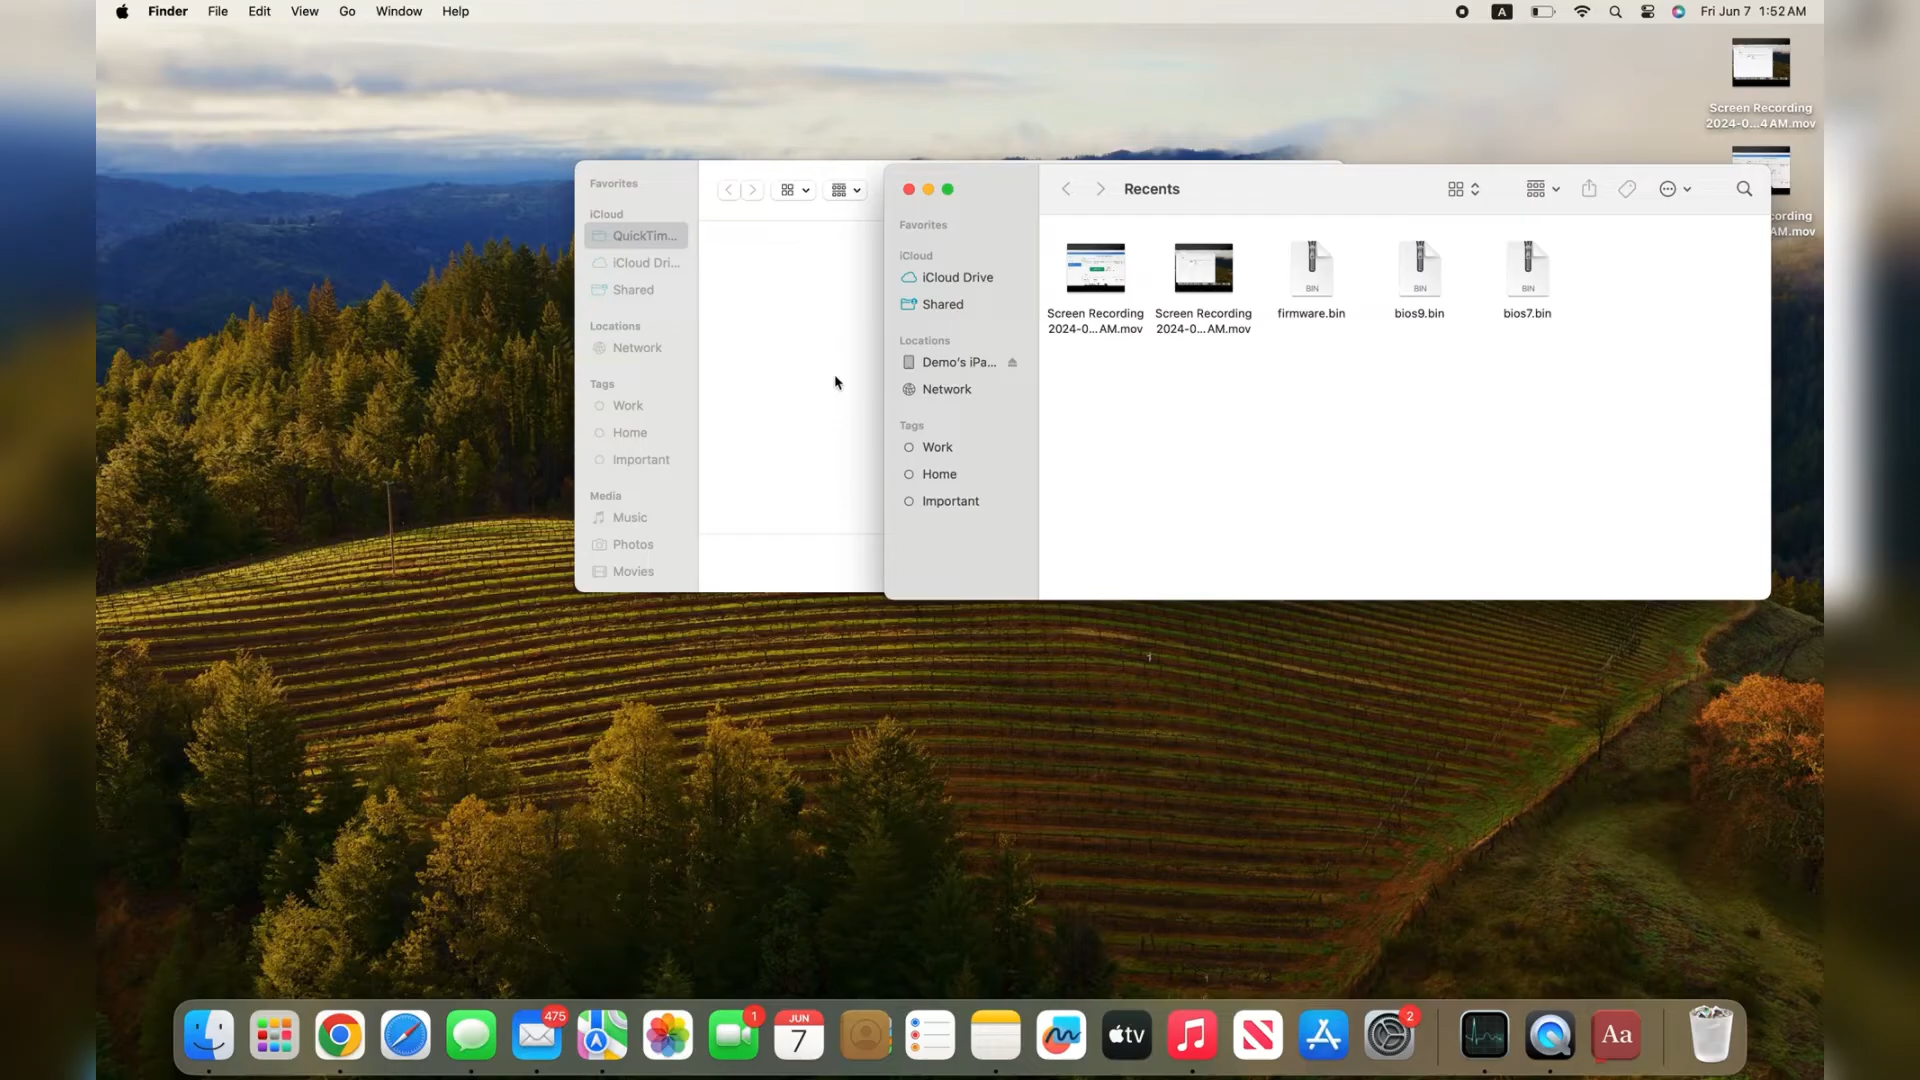 Finder File Edit View Go Window Help
A
Fri Jun 7 1:52 AM
Screen Recording
2024-0...4 AM.mov
ording
AM.mov
Favorites
iCloud
QuickTim...
iCloud Dri...
Shared
Locations
Network
Tags
Work
Home
Important
Media
Music
Photos
Movies
Recents
Favorites
iCloud
iCloud Drive
Shared
Locations
Demo's iPa...
Network
Tags
Work
Home
Important
BIN
BIN
BIN
Screen Recording
2024-0... AM.mov
Screen Recording
2024-0... AM.mov
firmware.bin
bios9.bin
bios7.bin
475
1
JUN
7
tv
2
Aa